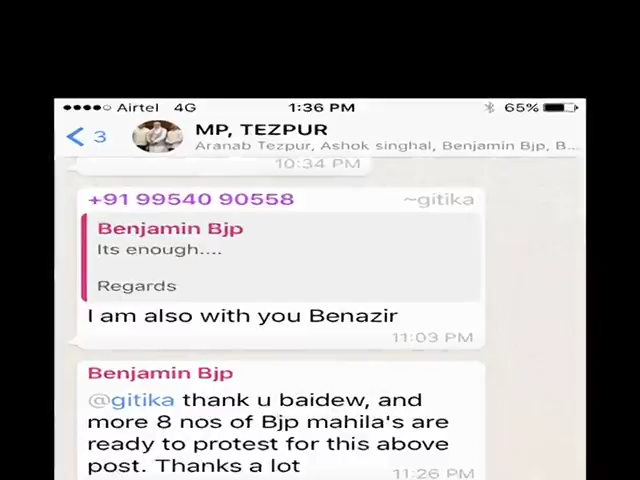 Airtel 4G 1:36 PM 65%
3 MP, TEZPUR
Aranab Tezpur, Ashok singhal, Benjamin Bjp, B...
10:34 PM
+91 99540 90558 ~gitika
Benjamin Bjp
Its enough....
Regards
I am also with you Benazir
11:03 PM
Benjamin Bjp
@gitika thank u baidew, and
more 8 nos of Bjp mahila's are
ready to protest for this above
post. Thanks a lot
11:26 PM